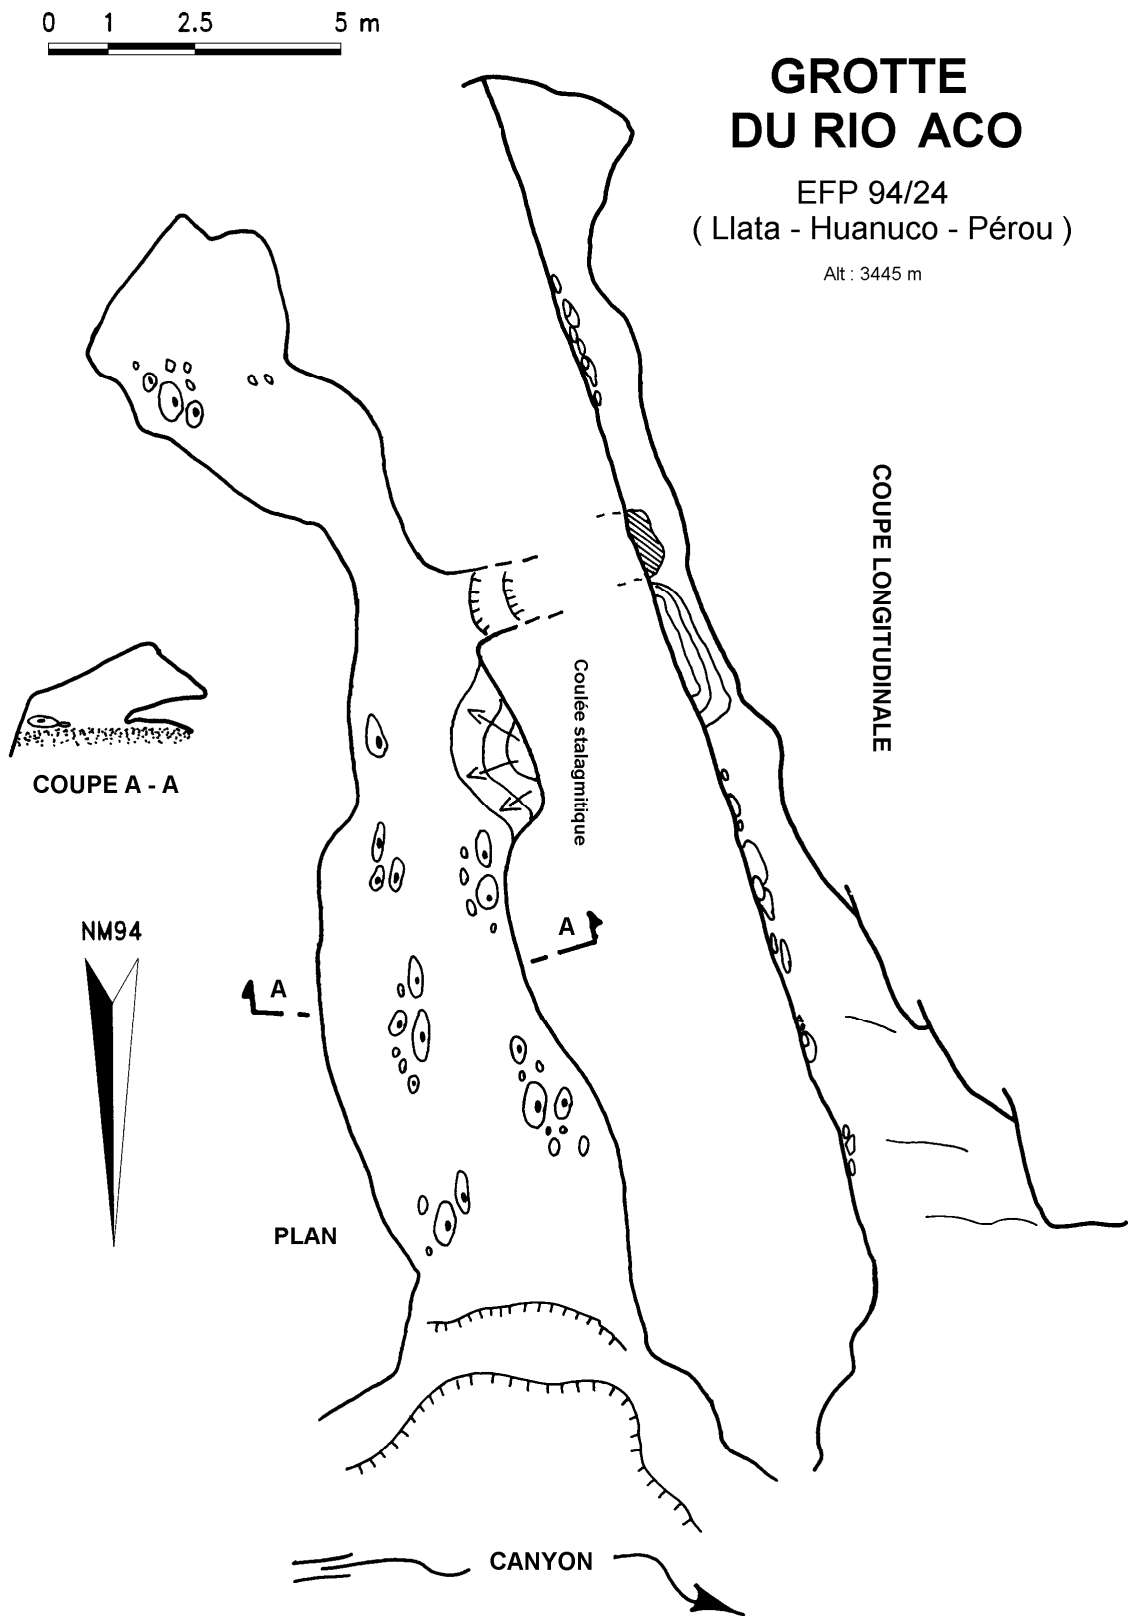 0 1 2.5 5 m
GROTTE
DU RIO ACO
EFP 94/24
( Llata - Huanuco - Pérou )
Alt : 3445 m
COUPE LONGITUDINALE
Coulée stalagmitique
COUPE A - A
NM94
A
A
PLAN
CANYON